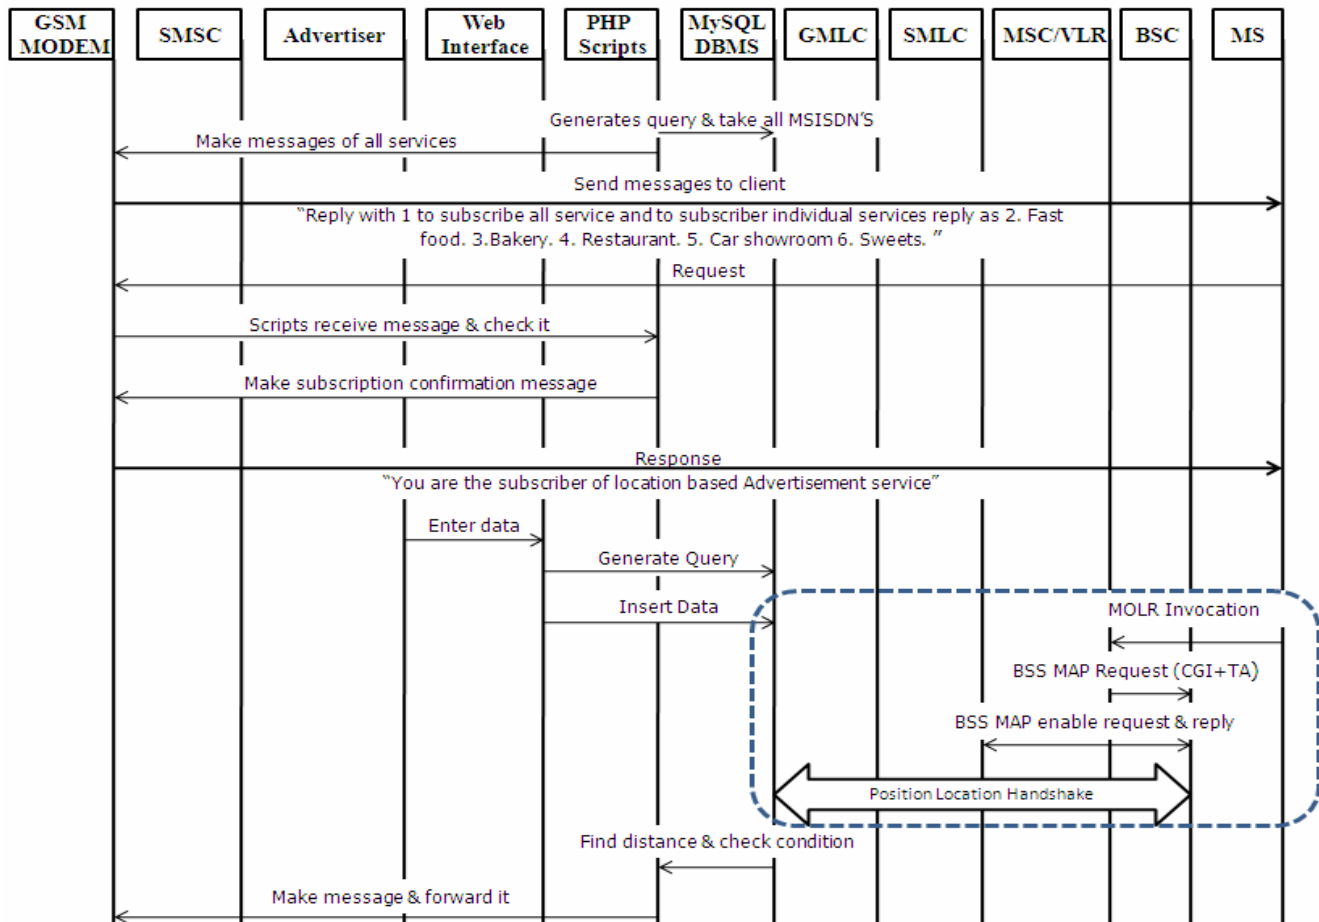 GSM
MODEM
SMSC
Advertiser
Web
Interface
PHP
Scripts
MySQL
DBMS
GMLC
SMLC
MSC/VLR
BSC
MS
Generates query & take all MSISDN'S
Make messages of all services
Send messages to client
“Reply with 1 to subscribe all service and to subscriber individual services reply as 2. Fast
food. 3.Bakery. 4. Restaurant. 5. Car showroom 6. Sweets. ”
Request
Scripts receive message & check it
Make subscription confirmation message
Response
“You are the subscriber of location based Advertisement service”
Enter data
Generate Query
Insert Data
MOLR Invocation
BSS MAP Request (CGI+TA)
BSS MAP enable request & reply
Position Location Handshake
Find distance & check condition
Make message & forward it